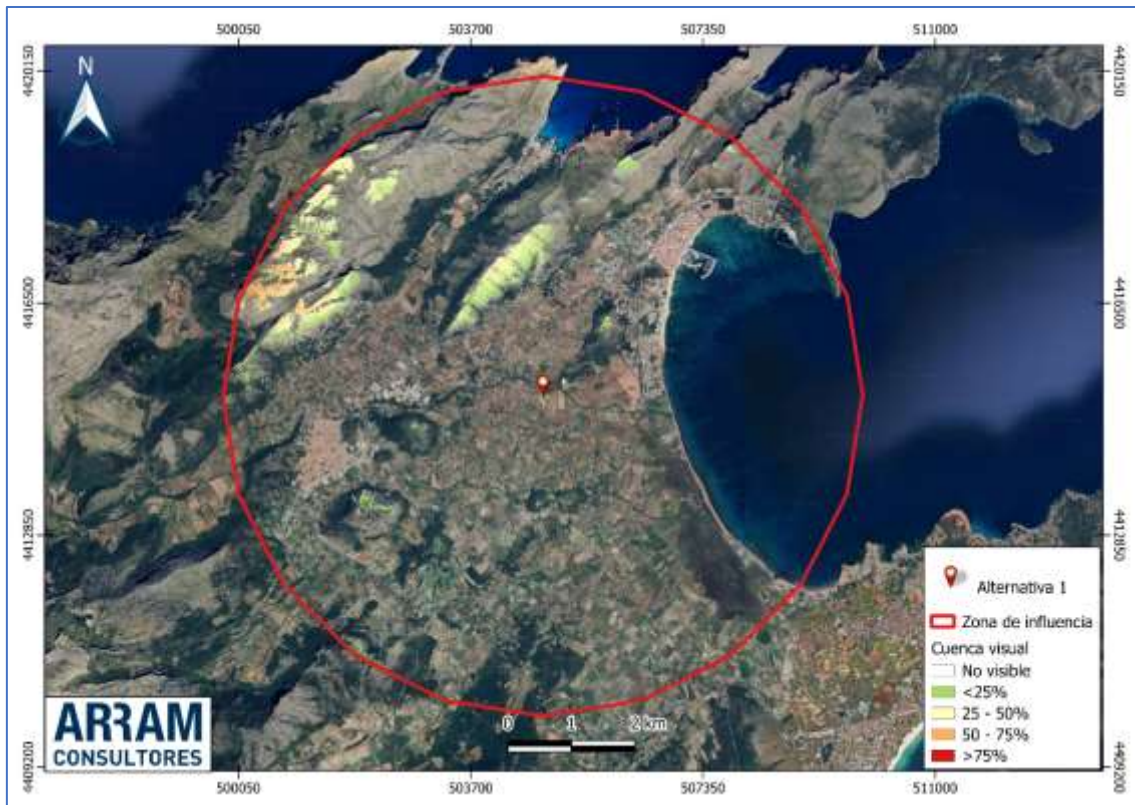 500050 503700 507350 511000
4420150 4420150
N
4416500 4416500
1
4412850 4412850
Alternativa 1
Zona de influencia
Cuenca visual
No visible
<25%
25 - 50%
50 - 75%
>75%
ARRAM
CONSULTORES
0 1 2 km
4409200 4409200
500050 503700 507350 511000